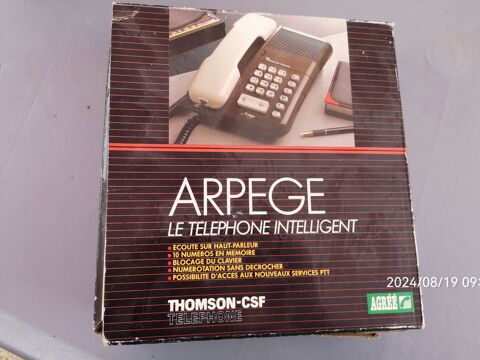 ARPEGE
LE TELEPHONE INTELLIGENT
• ECOUTE SUR HAUT-PARLEUR
• 10 NUMEROS EN MEMOIRE
• BLOCAGE DU CLAVIER
• NUMEROTATION SANS DECROCHER
• POSSIBILITE D'ACCES AUX NOUVEAUX SERVICES PTT
THOMSON-CSF
TELEPHONE
AGRÉÉ
2024/08/19 09: